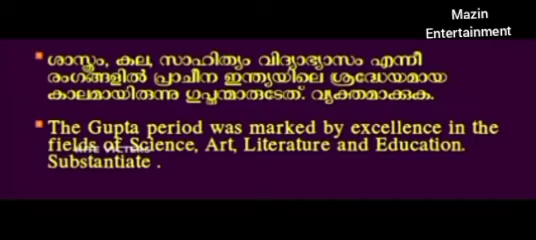 Mazin
Entertainment
ശാസ്ത്രം, കല, സാഹിത്യം വിദ്യാഭ്യാസം എന്നീ
രംഗങ്ങളിൽ പ്രാചീന ഇന്ത്യയിലെ ശ്രദ്ധേയമായ
കാലമായിരുന്നു ഗുപ്തന്മാരുടേത്. വ്യക്തമാക്കുക.
The Gupta period was marked by excellence in the
fields of Science, Art, Literature and Education.
Substantiate .